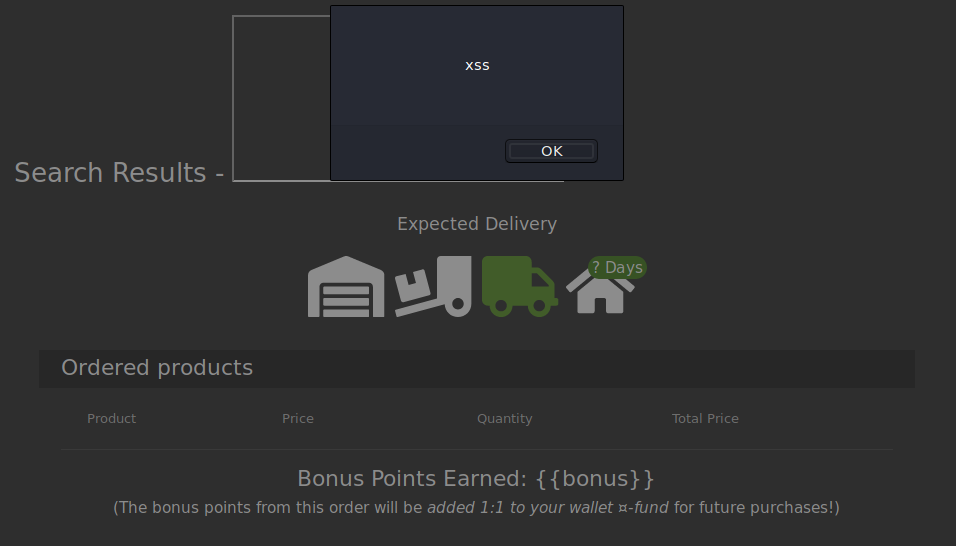 xss
OK
Search Results -
Expected Delivery
? Days
Ordered products
Product Price Quantity Total Price
Bonus Points Earned: {{bonus}}
(The bonus points from this order will be added 1:1 to your wallet ¤-fund for future purchases!)